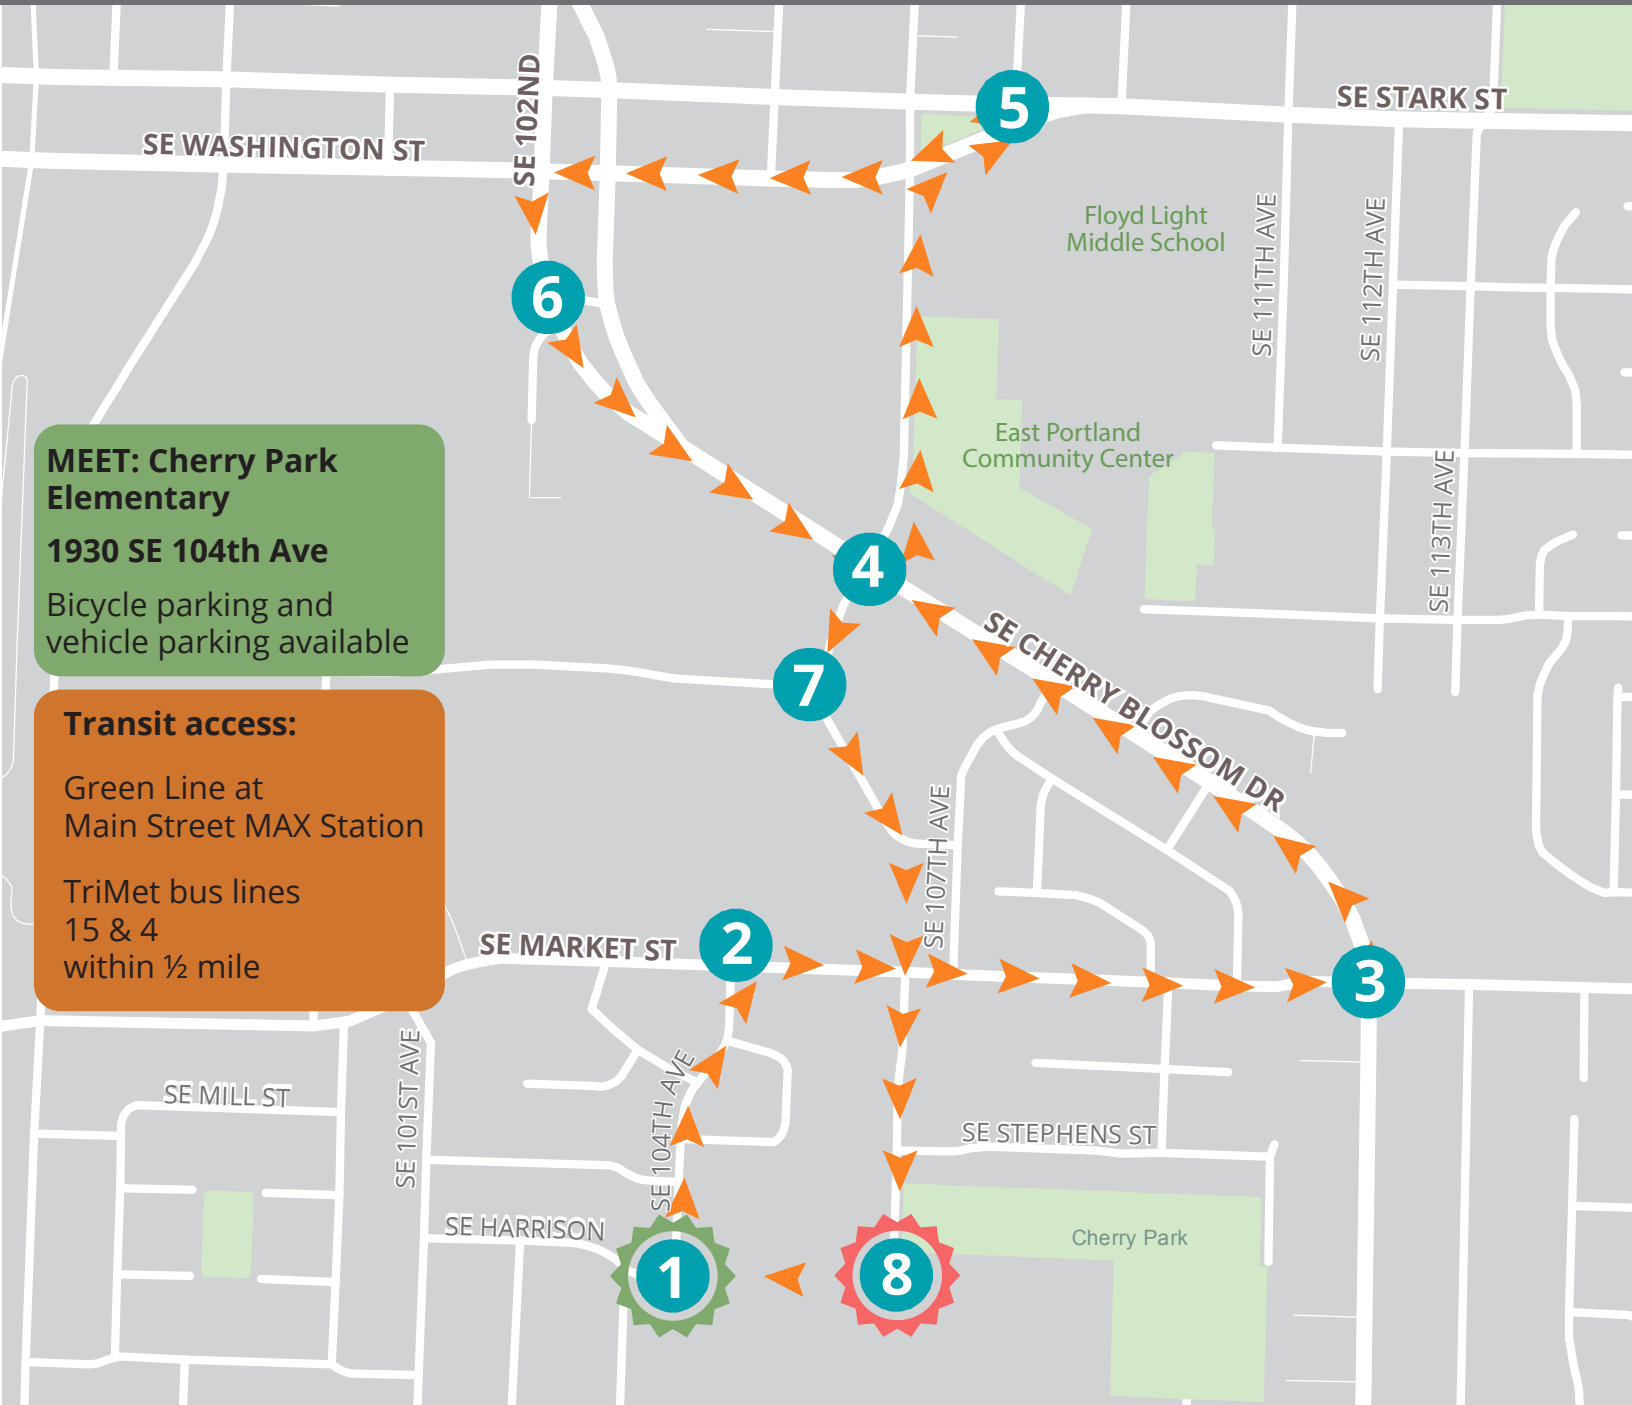 SE 102ND
5
SE STARK ST
SE WASHINGTON ST
Floyd Light
Middle School
SE 111TH AVE
SE 112TH AVE
6
East Portland
Community Center
SE 113TH AVE
MEET: Cherry Park
Elementary
1930 SE 104th Ave
Bicycle parking and
vehicle parking available
4
SE CHERRY BLOSSOM DR
7
Transit access:
Green Line at
Main Street MAX Station
TriMet bus lines
15 & 4
within ½ mile
SE 107TH AVE
SE MARKET ST
2
3
SE 101ST AVE
SE MILL ST
SE 104TH AVE
SE STEPHENS ST
SE HARRISON
Cherry Park
1
8